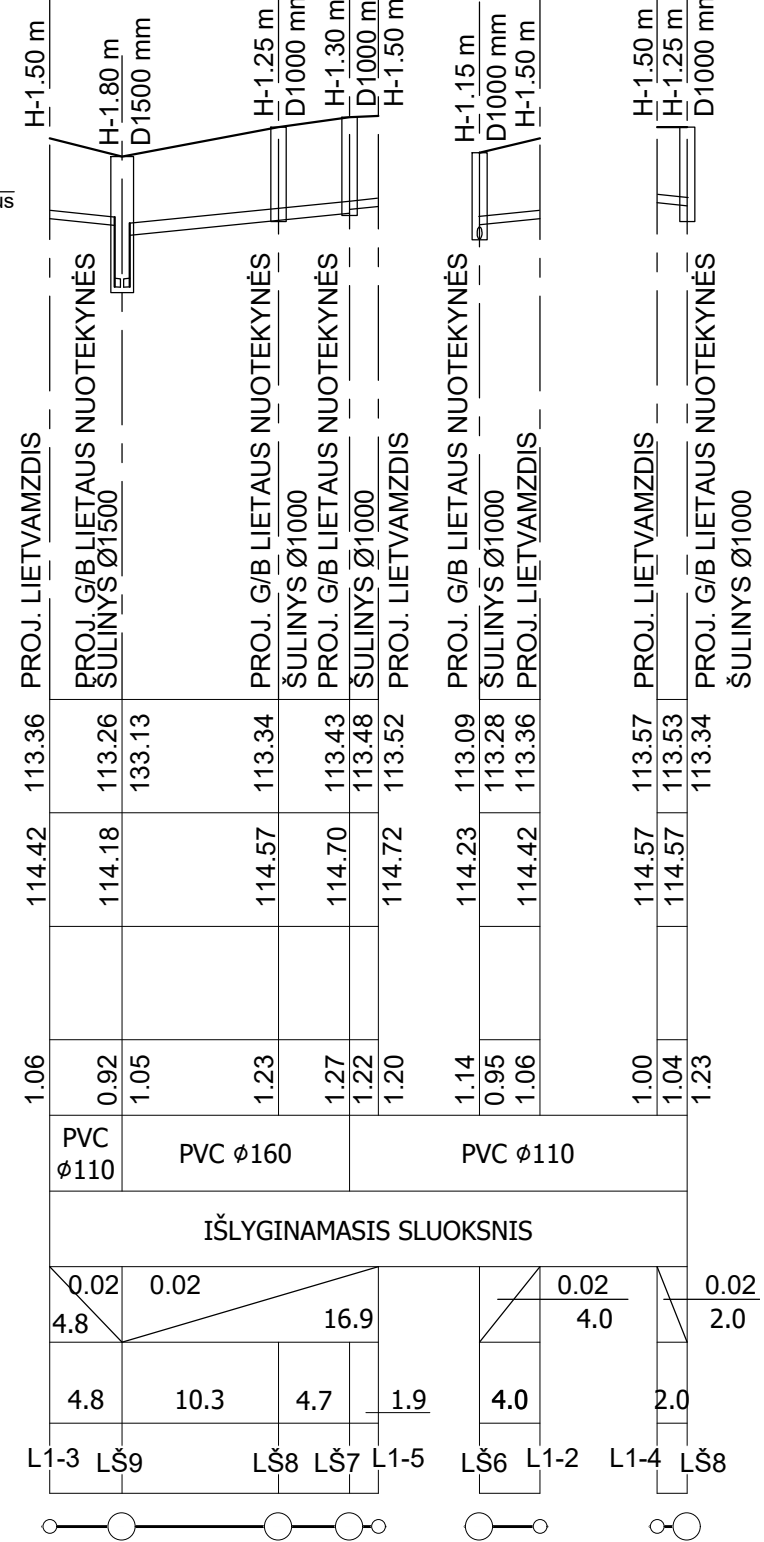 H-1.50 m
H-1.80 m
D1500 mm
H-1.25 m
D1000 mm
H-1.30 m
D1000 m
H-1.50 m
H-1.15 m
D1000 mm
H-1.50 m
H-1.50 m
H-1.25 m
D1000 mm
us
PROJ. LIETVAMZDIS
PROJ. G/B LIETAUS NUOTEKYNĖS
ŠULINYS Ø1500
PROJ. G/B LIETAUS NUOTEKYNĖS
ŠULINYS Ø1000
PROJ. G/B LIETAUS NUOTEKYNĖS
ŠULINYS Ø1000
PROJ. LIETVAMZDIS
PROJ. G/B LIETAUS NUOTEKYNĖS
ŠULINYS Ø1000
PROJ. LIETVAMZDIS
PROJ. LIETVAMZDIS
PROJ. G/B LIETAUS NUOTEKYNĖS
ŠULINYS Ø1000
113.36 113.26 133.13 113.34 113.43 113.48 113.52 113.09 113.28 113.36 113.57 113.53 113.34
114.42 114.18 114.57 114.70 114.72 114.23 114.42 114.57 114.57
1.06 0.92 1.05 1.23 1.27 1.22 1.20 1.14 0.95 1.06 1.00 1.04 1.23
PVC
ø110
PVC ø160
PVC ø110
IŠLYGINAMASIS SLUOKSNIS
0.02 0.02 0.02 0.02
4.8 16.9 4.0 2.0
4.8 10.3 4.7 1.9 4.0 2.0
L1-3 LŠ9 LŠ8 LŠ7 L1-5 LŠ6 L1-2 L1-4 LŠ8